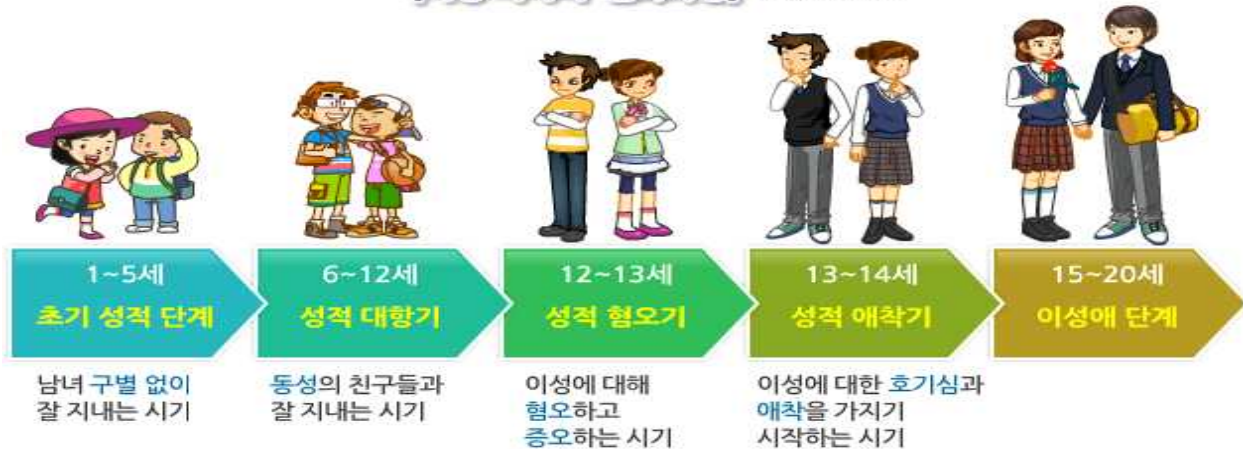 1~5세
초기 성적 단계
남녀 구별 없이
잘 지내는 시기
6~12세
성적 대항기
동성의 친구들과
잘 지내는 시기
12~13세
성적 혐오기
이성에 대해
혐오하고
증오하는 시기
13~14세
성적 애착기
이성에 대한 호기심과
애착을 가지기
시작하는 시기
15~20세
이성애 단계